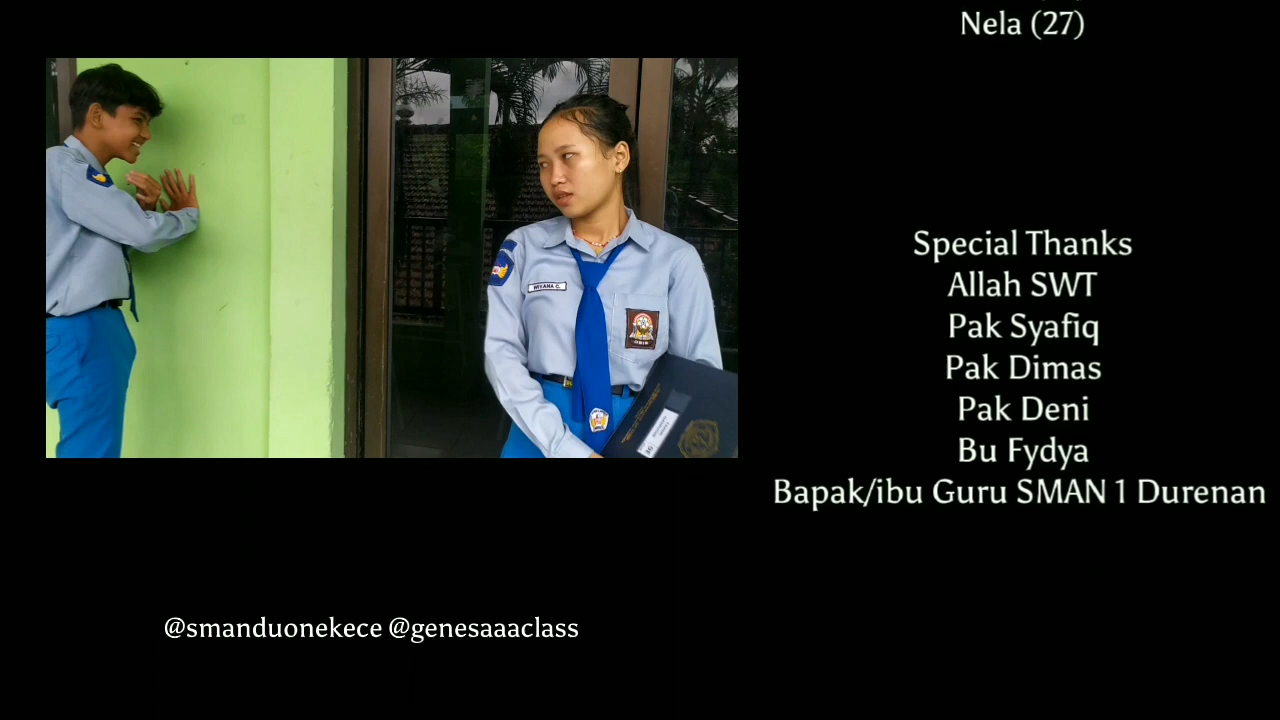 Nela (27)
Special Thanks
Allah SWT
Pak Syafiq
Pak Dimas
Pak Deni
Bu Fydya
Bapak/ibu Guru SMAN 1 Durenan
@smanduonekece @genesaaaclass